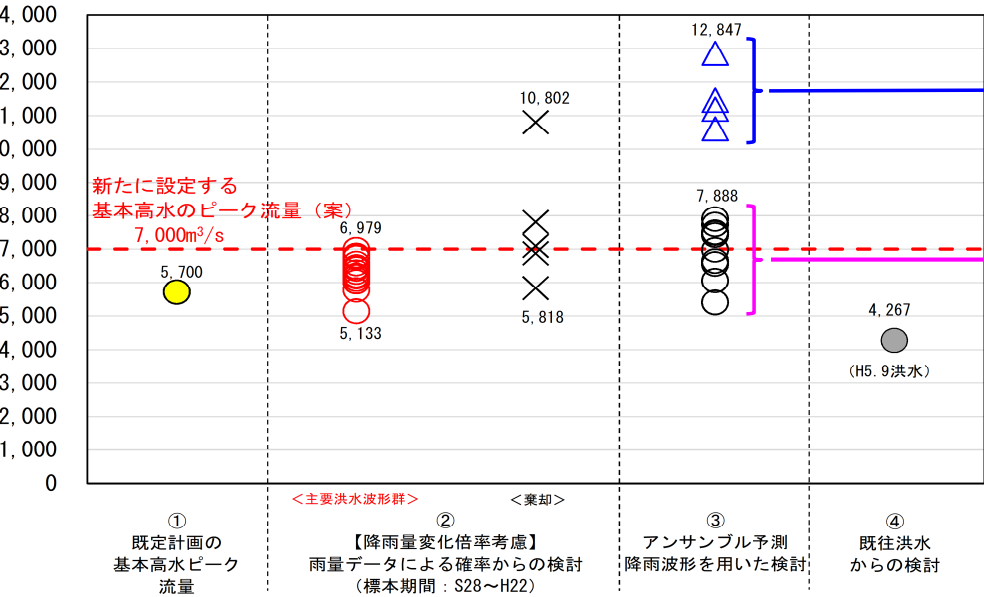 4,000
3,000
2,000
1,000
0,000
9,000
8,000
7,000
6,000
5,000
4,000
3,000
2,000
1,000
0
新たに設定する
基本高水のピーク流量（案）
7,000m³/s
5,700
6,979
5,133
10,802
5,818
12,847
7,888
4,267
（H5.9洪水）
＜主要洪水波形群＞
＜棄却＞
①
既定計画の
基本高水ピーク
流量
②
【降雨量変化倍率考慮】
雨量データによる確率からの検討
（標本期間：S28～H22）
③
アンサンブル予測
降雨波形を用いた検討
④
既往洪水
からの検討